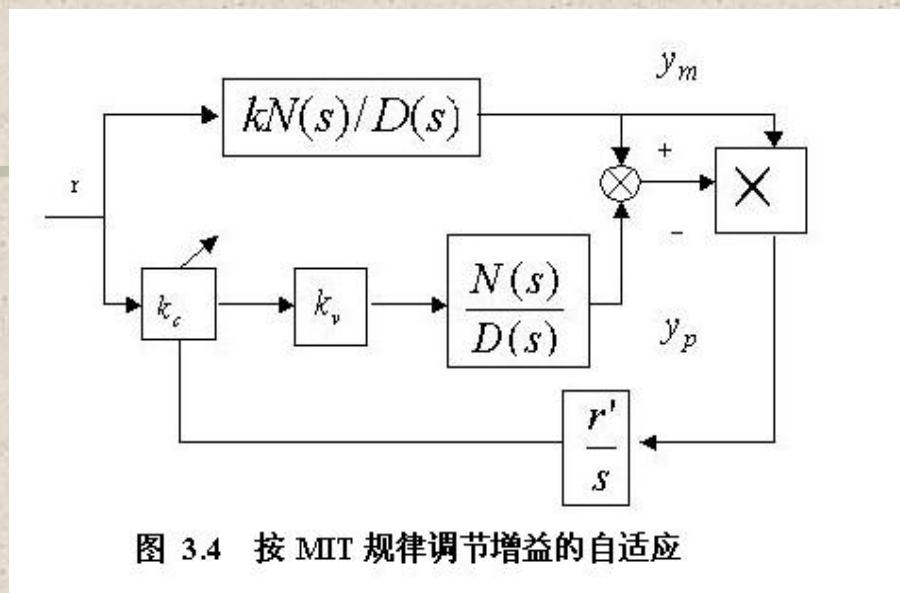 y_m
kN(s)/D(s)
r
+
×
−
k_c
k_v
N(s)
D(s)
y_p
r'
s
图 3.4 按 MIT 规律调节增益的自适应